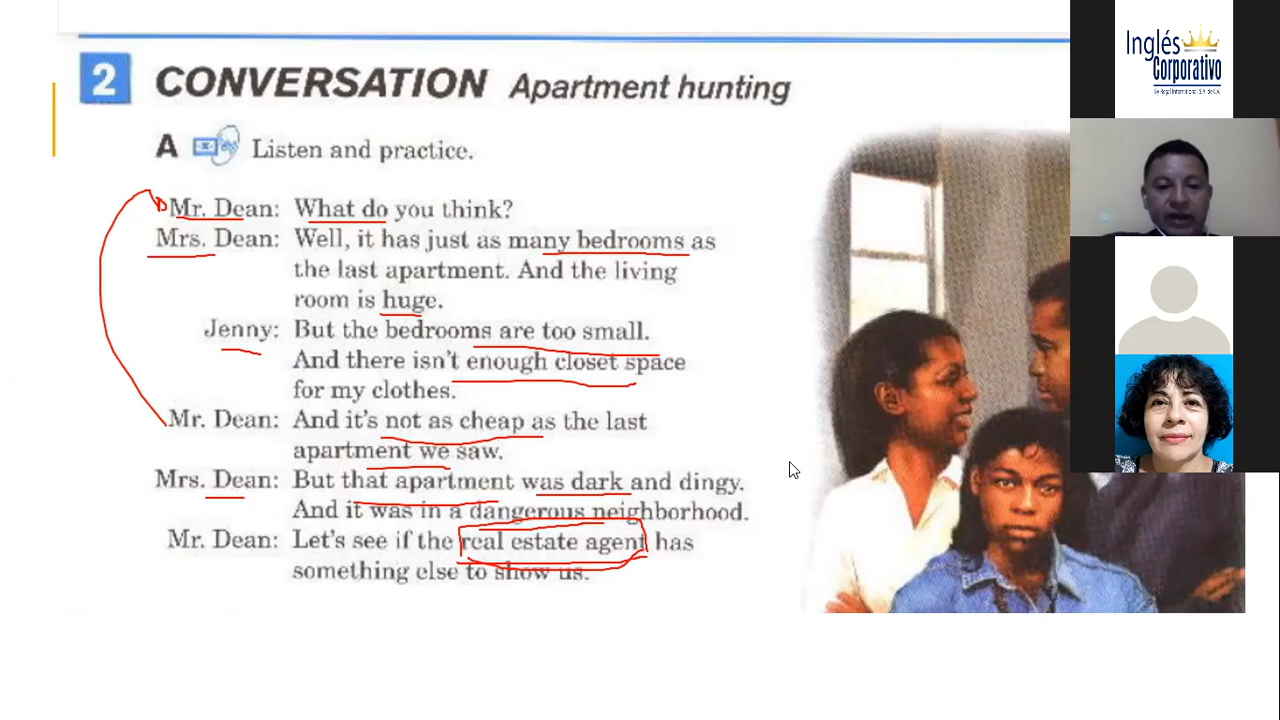 2 CONVERSATION Apartment hunting
A Listen and practice.
Mr. Dean: What do you think?
Mrs. Dean: Well, it has just as many bedrooms as
the last apartment. And the living
room is huge.
Jenny: But the bedrooms are too small.
And there isn't enough closet space
for my clothes.
Mr. Dean: And it's not as cheap as the last
apartment we saw.
Mrs. Dean: But that apartment was dark and dingy.
And it was in a dangerous neighborhood.
Mr. Dean: Let's see if the real estate agent has
something else to show us.
Inglés
Corporativo
By Regal International, S.A. de C.V.